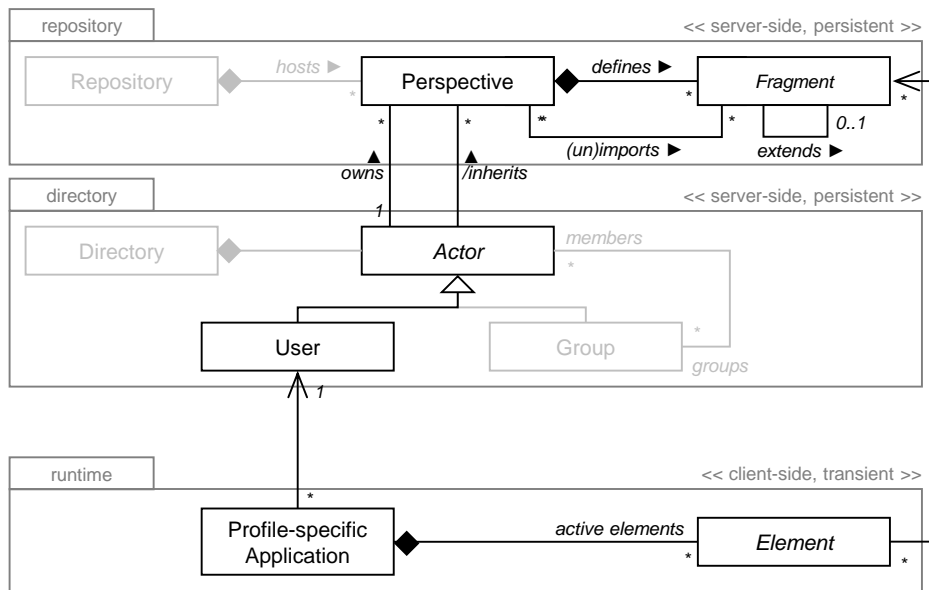 repository
<< server-side, persistent >>
Repository
hosts ►
*
Perspective
defines ►
*
Fragment
*
*
*
**
*
0..1
(un)imports ►
extends ►
▲
owns
▲
/inherits
directory
<< server-side, persistent >>
1
Directory
Actor
members
*
User
Group
*
groups
1
runtime
<< client-side, transient >>
*
Profile-specific
Application
active elements
*
Element
*